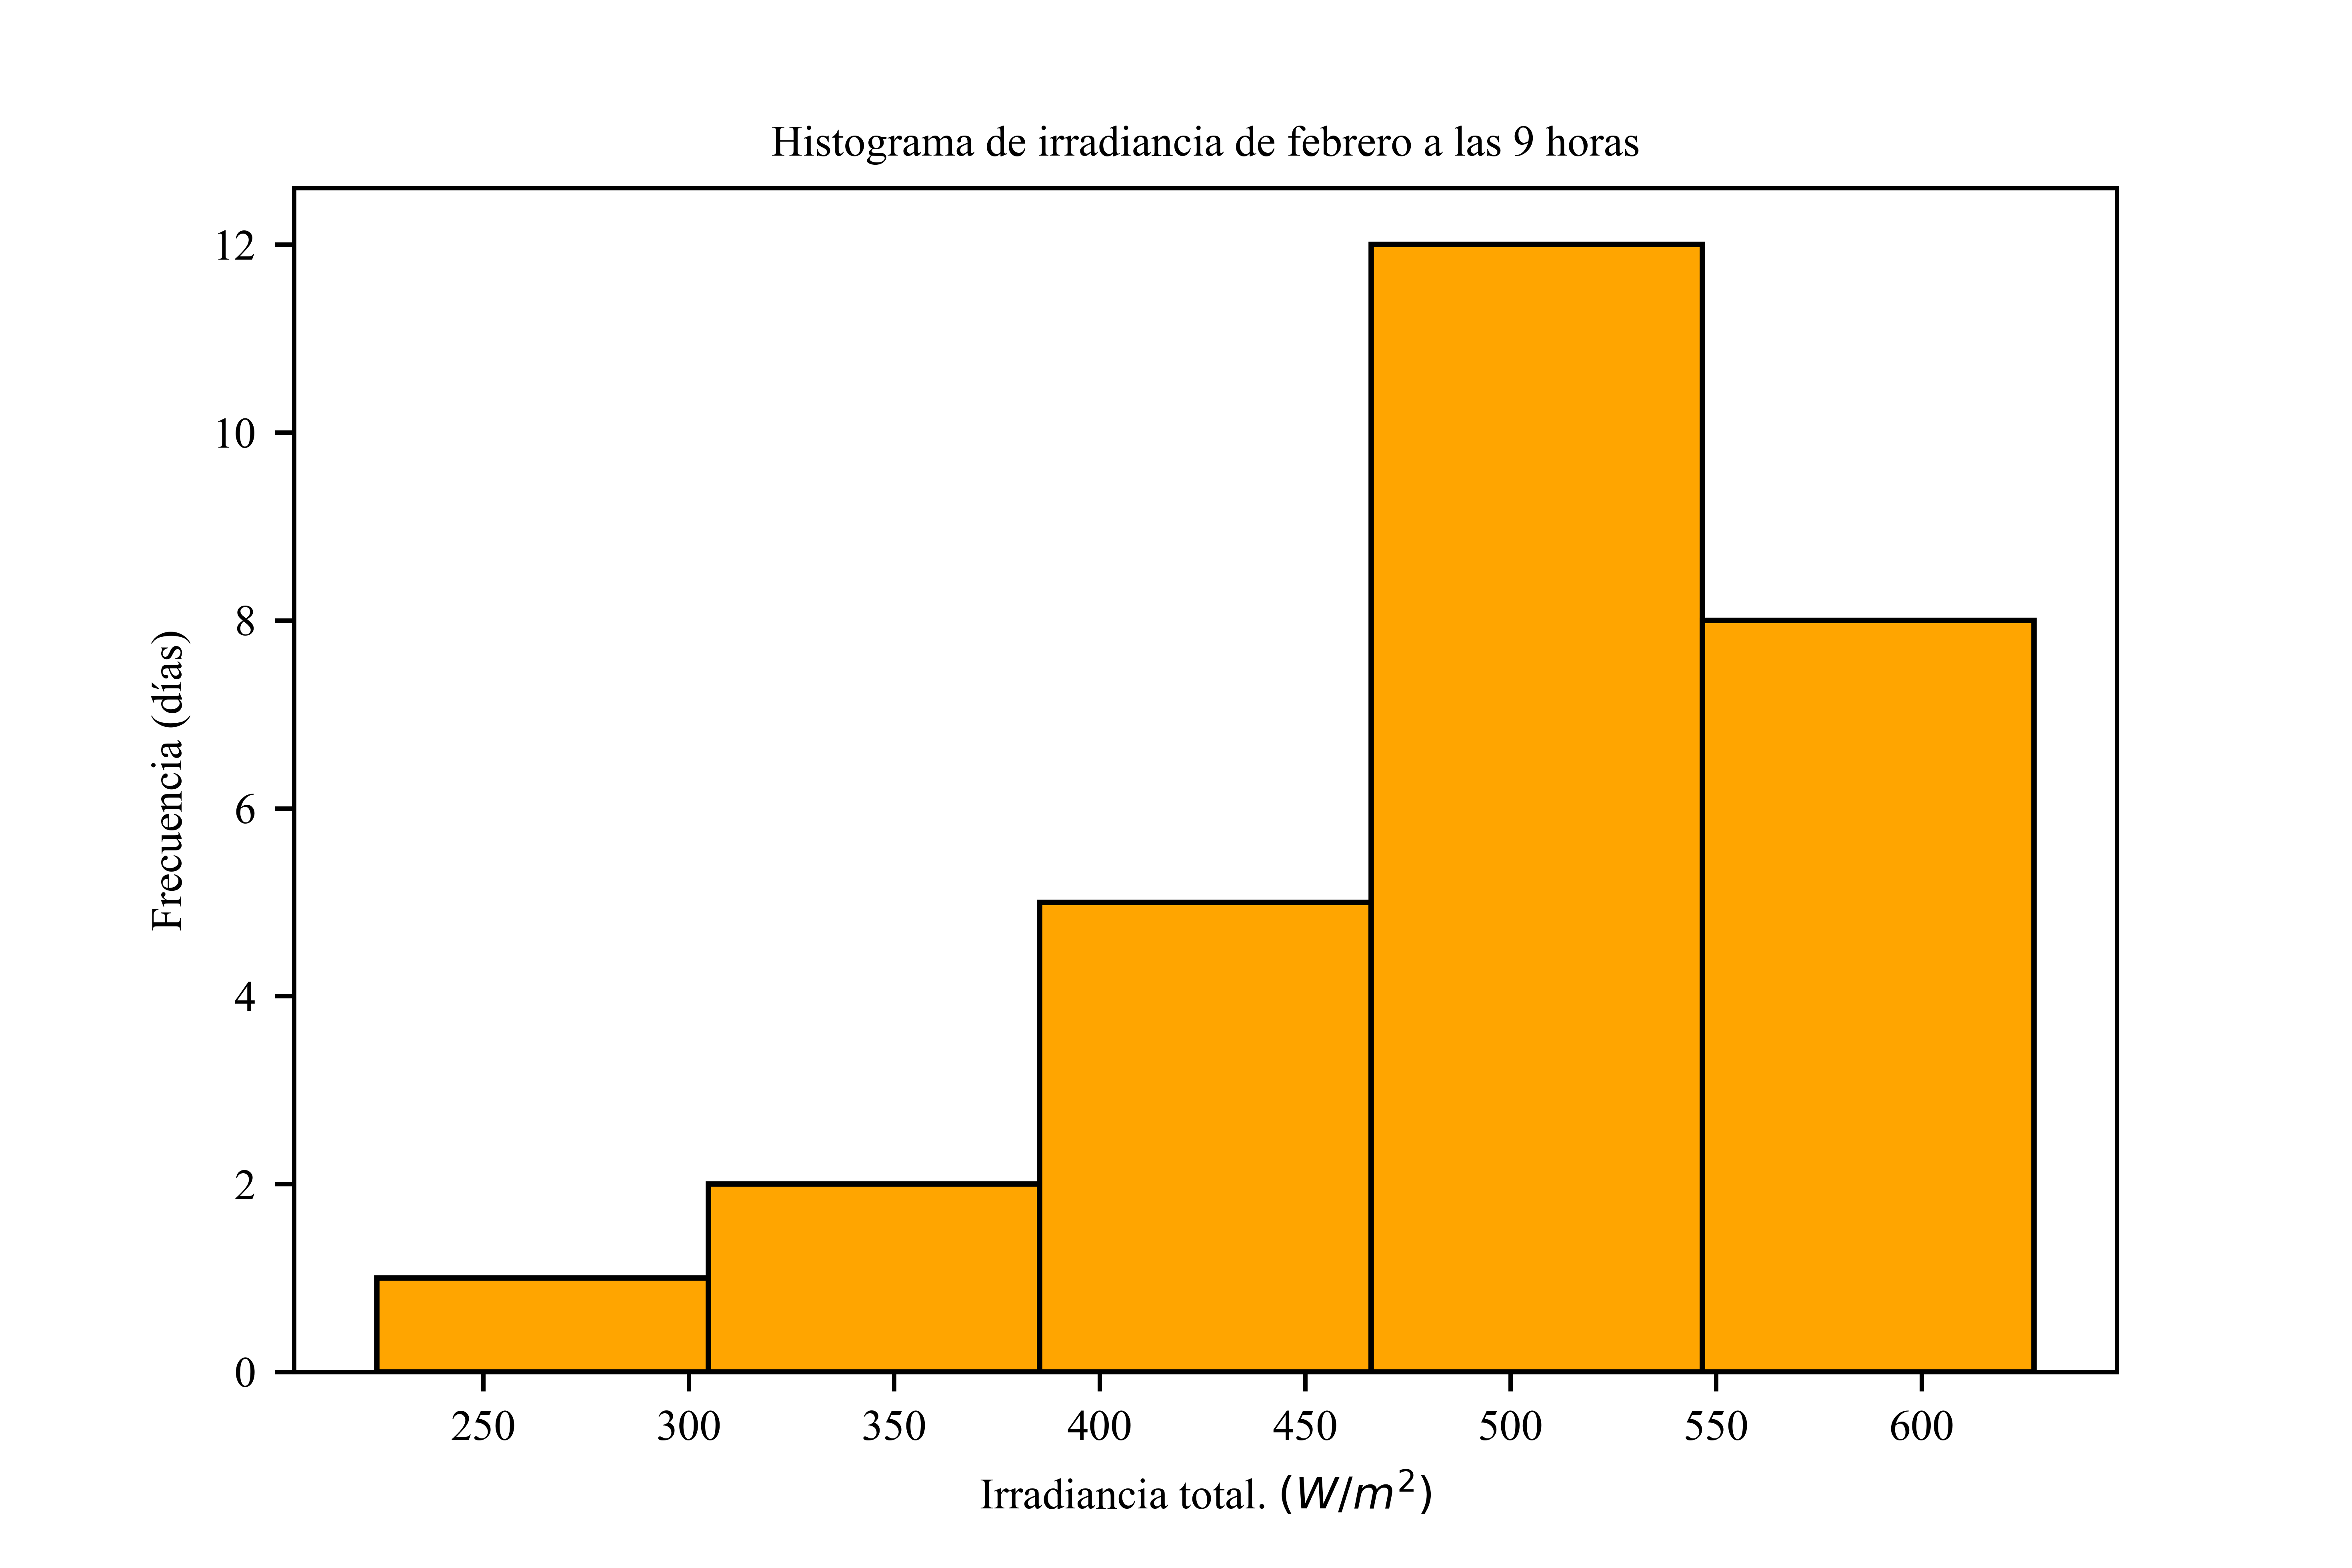 Histograma de irradiancia de febrero a las 9 horas
12
10
8
6
4
2
0
Frecuencia (días)
250 300 350 400 450 500 550 600
Irradiancia total. (W/m²)